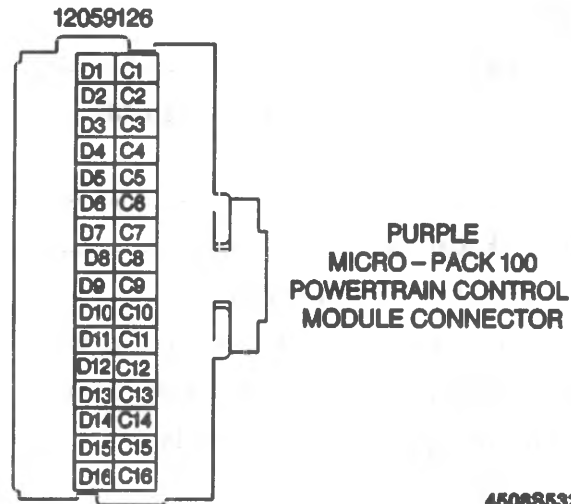 12059126
D1 C1
D2 C2
D3 C3
D4 C4
D5 C5
D6 C6
D7 C7
D8 C8
D9 C9
D10 C10
D11 C11
D12 C12
D13 C13
D14 C14
D15 C15
D16 C16
PURPLE
MICRO – PACK 100
POWERTRAIN CONTROL
MODULE CONNECTOR